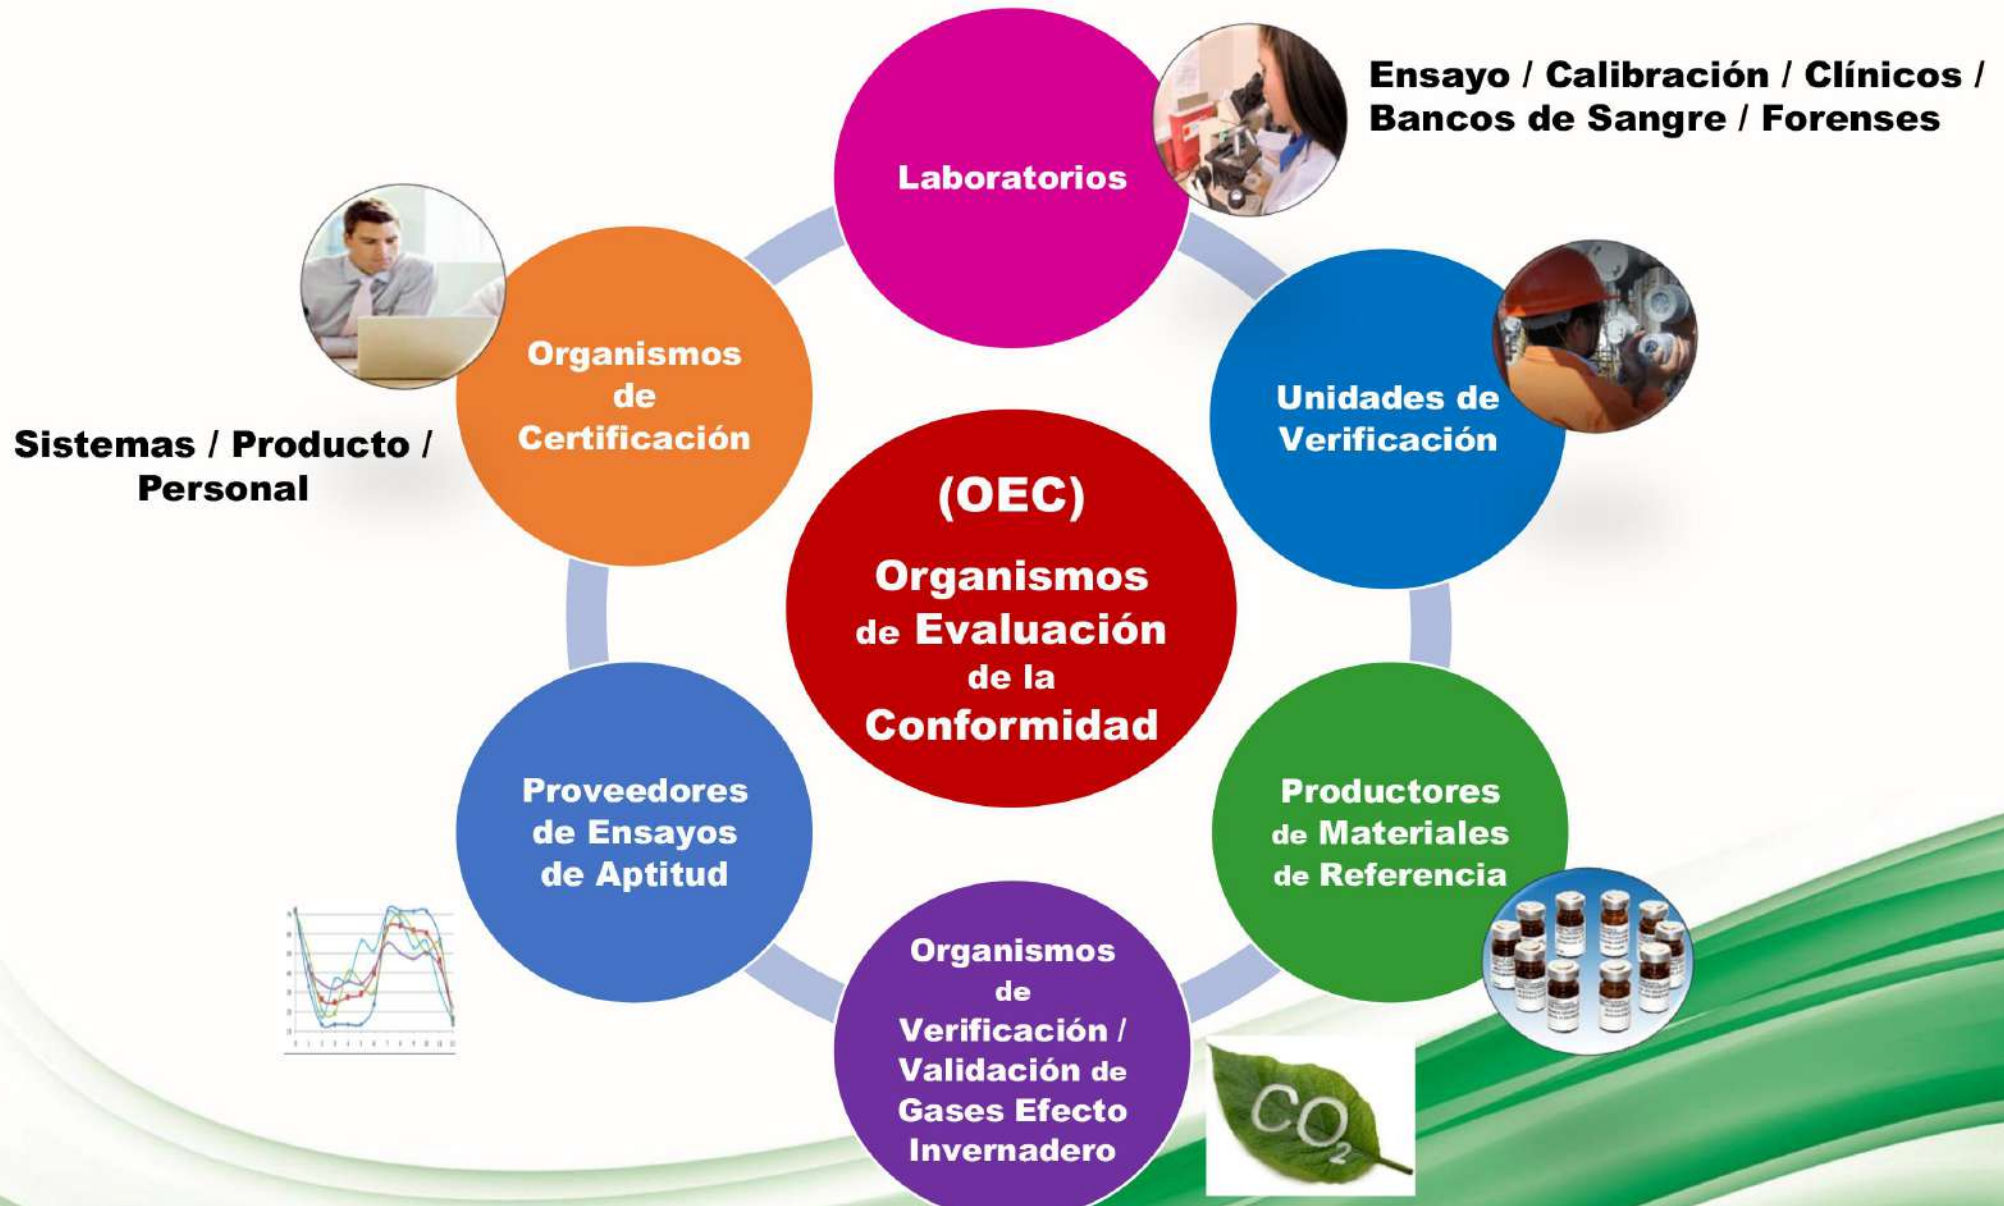 Laboratorios
Ensayo / Calibración / Clínicos /
Bancos de Sangre / Forenses
Organismos
de
Certificación
Sistemas / Producto /
Personal
Unidades de
Verificación
(OEC)
Organismos
de Evaluación
de la
Conformidad
Proveedores
de Ensayos
de Aptitud
Productores
de Materiales
de Referencia
Organismos
de
Verificación /
Validación de
Gases Efecto
Invernadero
CO2